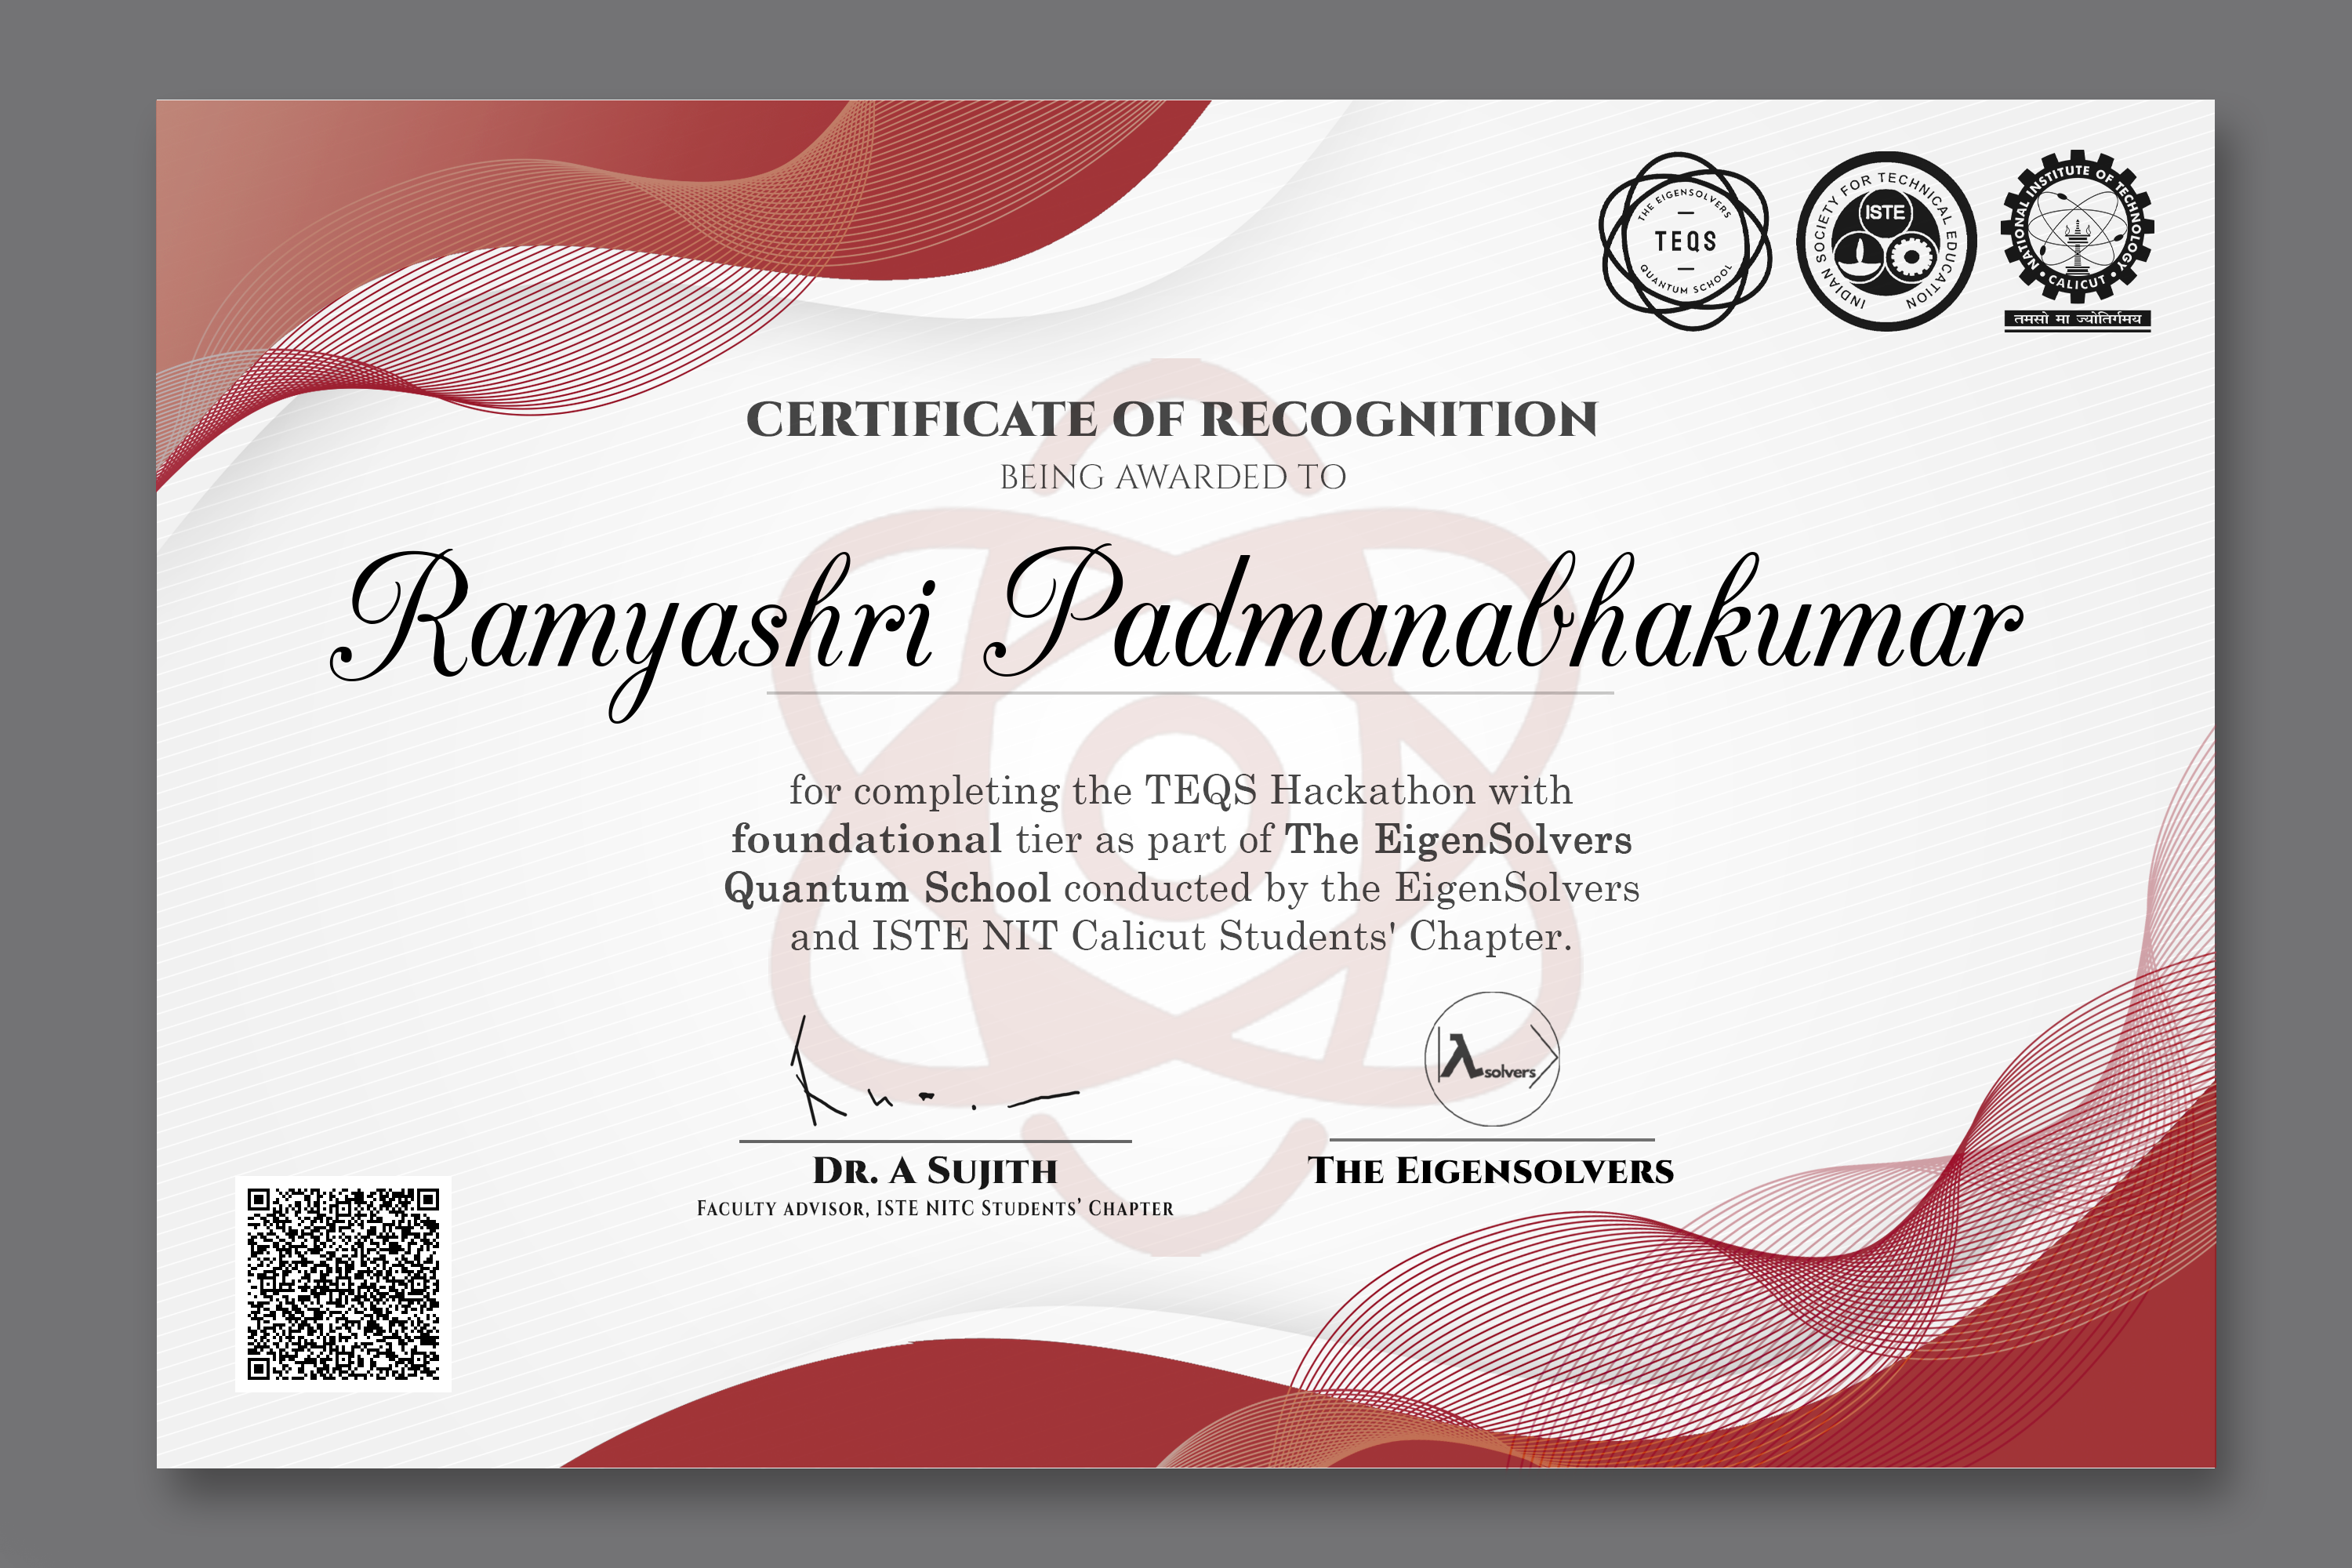 THE EIGENSOLVERS
TEQS
QUANTUM SCHOOL
INDIAN SOCIETY FOR TECHNICAL EDUCATION
ISTE
NATIONAL INSTITUTE OF TECHNOLOGY
CALICUT
तमसो मा ज्योतिर्गमय
CERTIFICATE OF RECOGNITION
BEING AWARDED TO
Ramyashri Padmanabhakumar
for completing the TEQS Hackathon with
foundational tier as part of The EigenSolvers
Quantum School conducted by the EigenSolvers
and ISTE NIT Calicut Students' Chapter.
λsolvers
DR. A SUJITH
FACULTY ADVISOR, ISTE NITC STUDENTS’ CHAPTER
THE EIGENSOLVERS